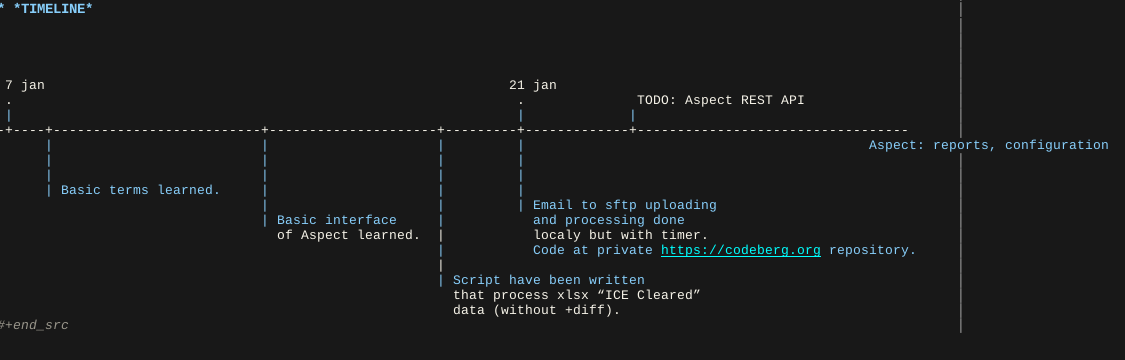 * *TIMELINE*
7 jan
21 jan
TODO: Aspect REST API
Aspect: reports, configuration
Basic terms learned.
Email to sftp uploading
and processing done
localy but with timer.
Code at private https://codeberg.org repository.
Basic interface
of Aspect learned.
Script have been written
that process xlsx “ICE Cleared”
data (without +diff).
#+end_src